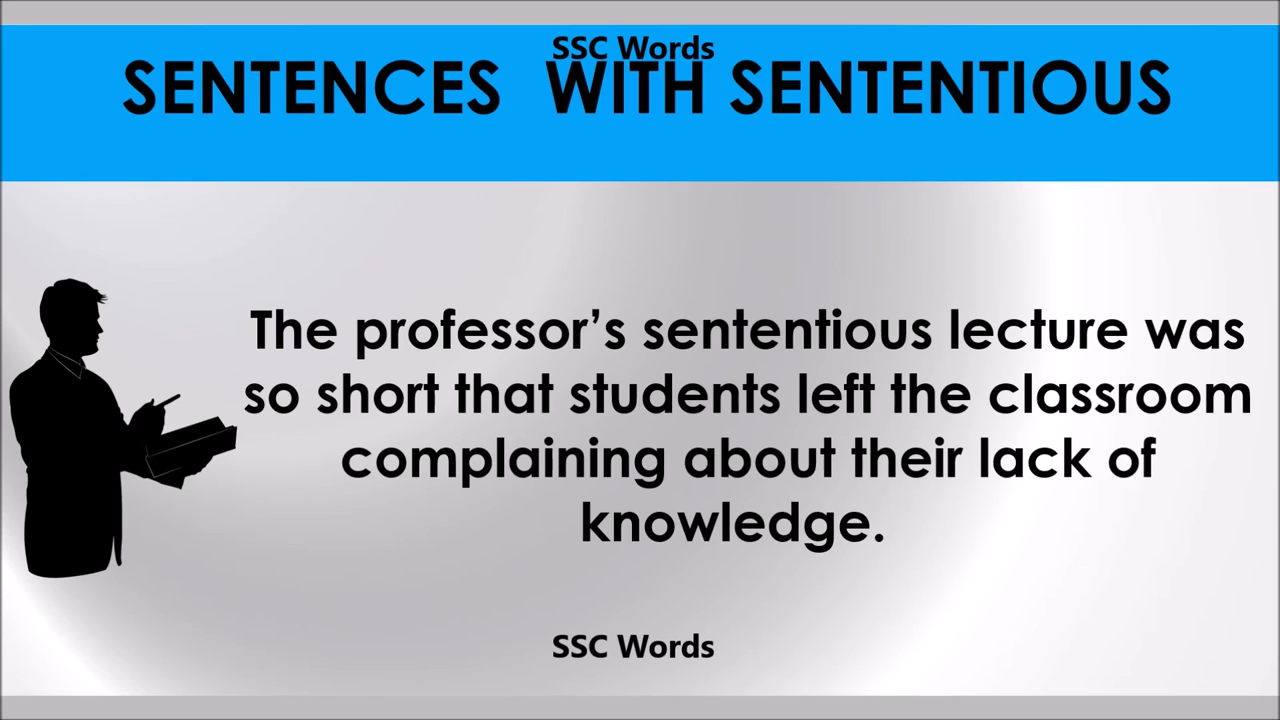 SSC Words
SENTENCES WITH SENTENTIOUS
The professor’s sententious lecture was
so short that students left the classroom
complaining about their lack of
knowledge.
SSC Words